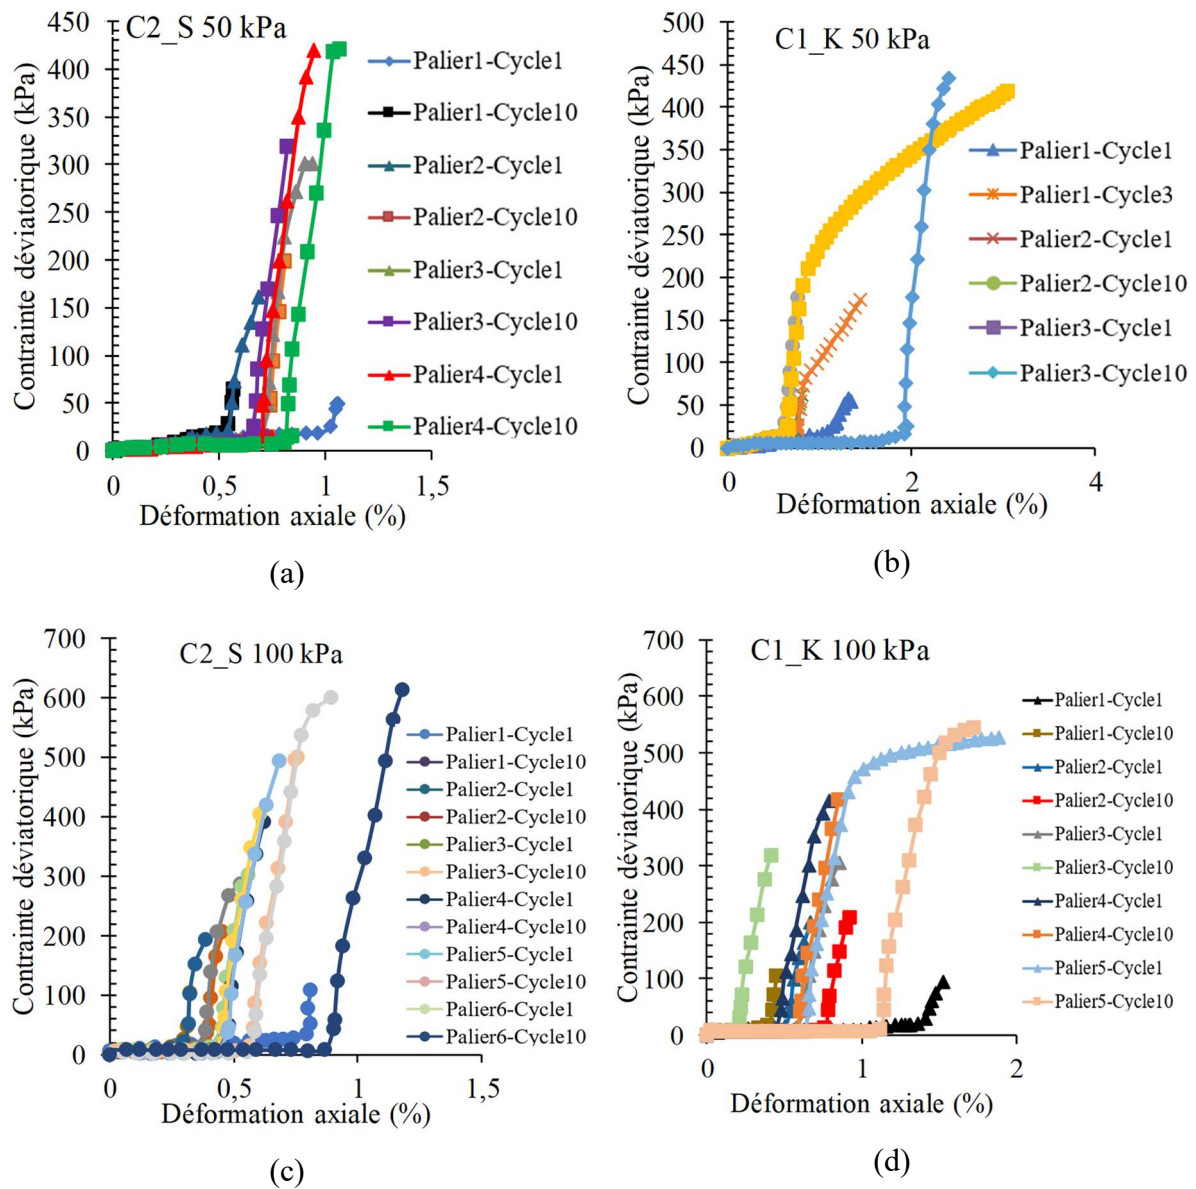 C2_S 50 kPa
Contrainte déviatorique (kPa)
450
400
350
300
250
200
150
100
50
0
0
0,5
1
1,5
Déformation axiale (%)
Palier1-Cycle1
Palier1-Cycle10
Palier2-Cycle1
Palier2-Cycle10
Palier3-Cycle1
Palier3-Cycle10
Palier4-Cycle1
Palier4-Cycle10
(a)
C1_K 50 kPa
Contrainte déviatorique (kPa)
500
450
400
350
300
250
200
150
100
50
0
0
2
4
Déformation axiale (%)
Palier1-Cycle1
Palier1-Cycle3
Palier2-Cycle1
Palier2-Cycle10
Palier3-Cycle1
Palier3-Cycle10
(b)
C2_S 100 kPa
Contrainte déviatorique (kPa)
700
600
500
400
300
200
100
0
0
0,5
1
1,5
Déformation axiale (%)
Palier1-Cycle1
Palier1-Cycle10
Palier2-Cycle1
Palier2-Cycle10
Palier3-Cycle1
Palier3-Cycle10
Palier4-Cycle1
Palier4-Cycle10
Palier5-Cycle1
Palier5-Cycle10
Palier6-Cycle1
Palier6-Cycle10
(c)
C1_K 100 kPa
Contrainte déviatorique (kPa)
700
600
500
400
300
200
100
0
0
1
2
Déformation axiale (%)
Palier1-Cycle1
Palier1-Cycle10
Palier2-Cycle1
Palier2-Cycle10
Palier3-Cycle1
Palier3-Cycle10
Palier4-Cycle1
Palier4-Cycle10
Palier5-Cycle1
Palier5-Cycle10
(d)